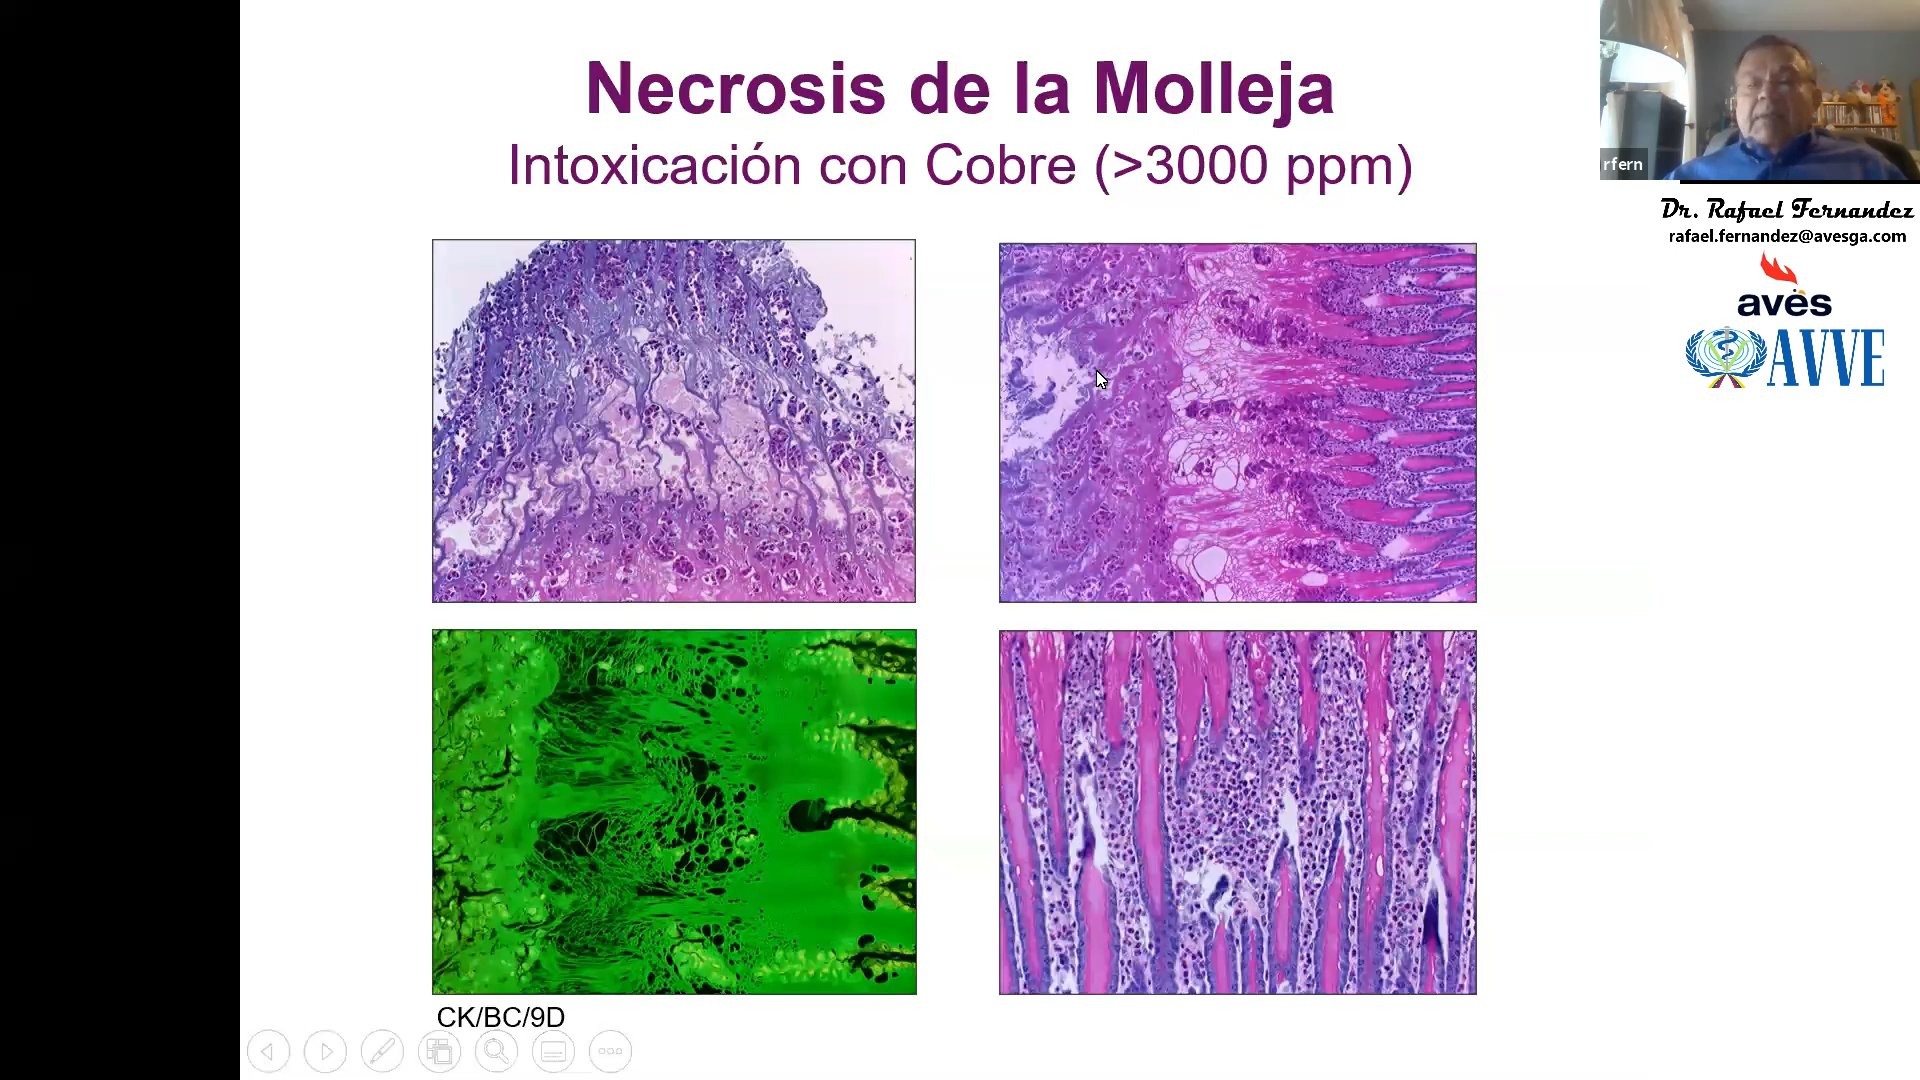 Necrosis de la Molleja
Intoxicación con Cobre (>3000 ppm)
rfern
Dr. Rafael Fernandez
rafael.fernandez@avesga.com
avès
AVVE
CK/BC/9D